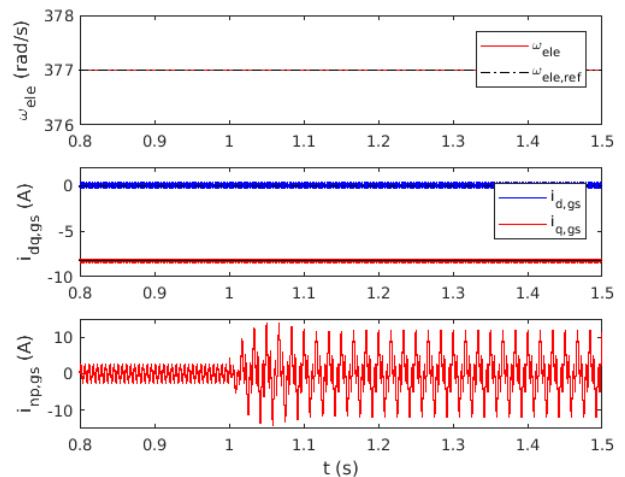 378
377
376
ω_ele (rad/s)
ω_ele
ω_ele,ref
0.8 0.9 1 1.1 1.2 1.3 1.4 1.5
0
-5
-10
i_dq,gs (A)
i_d,gs
i_q,gs
0.8 0.9 1 1.1 1.2 1.3 1.4 1.5
10
0
-10
i_np,gs (A)
0.8 0.9 1 1.1 1.2 1.3 1.4 1.5
t (s)